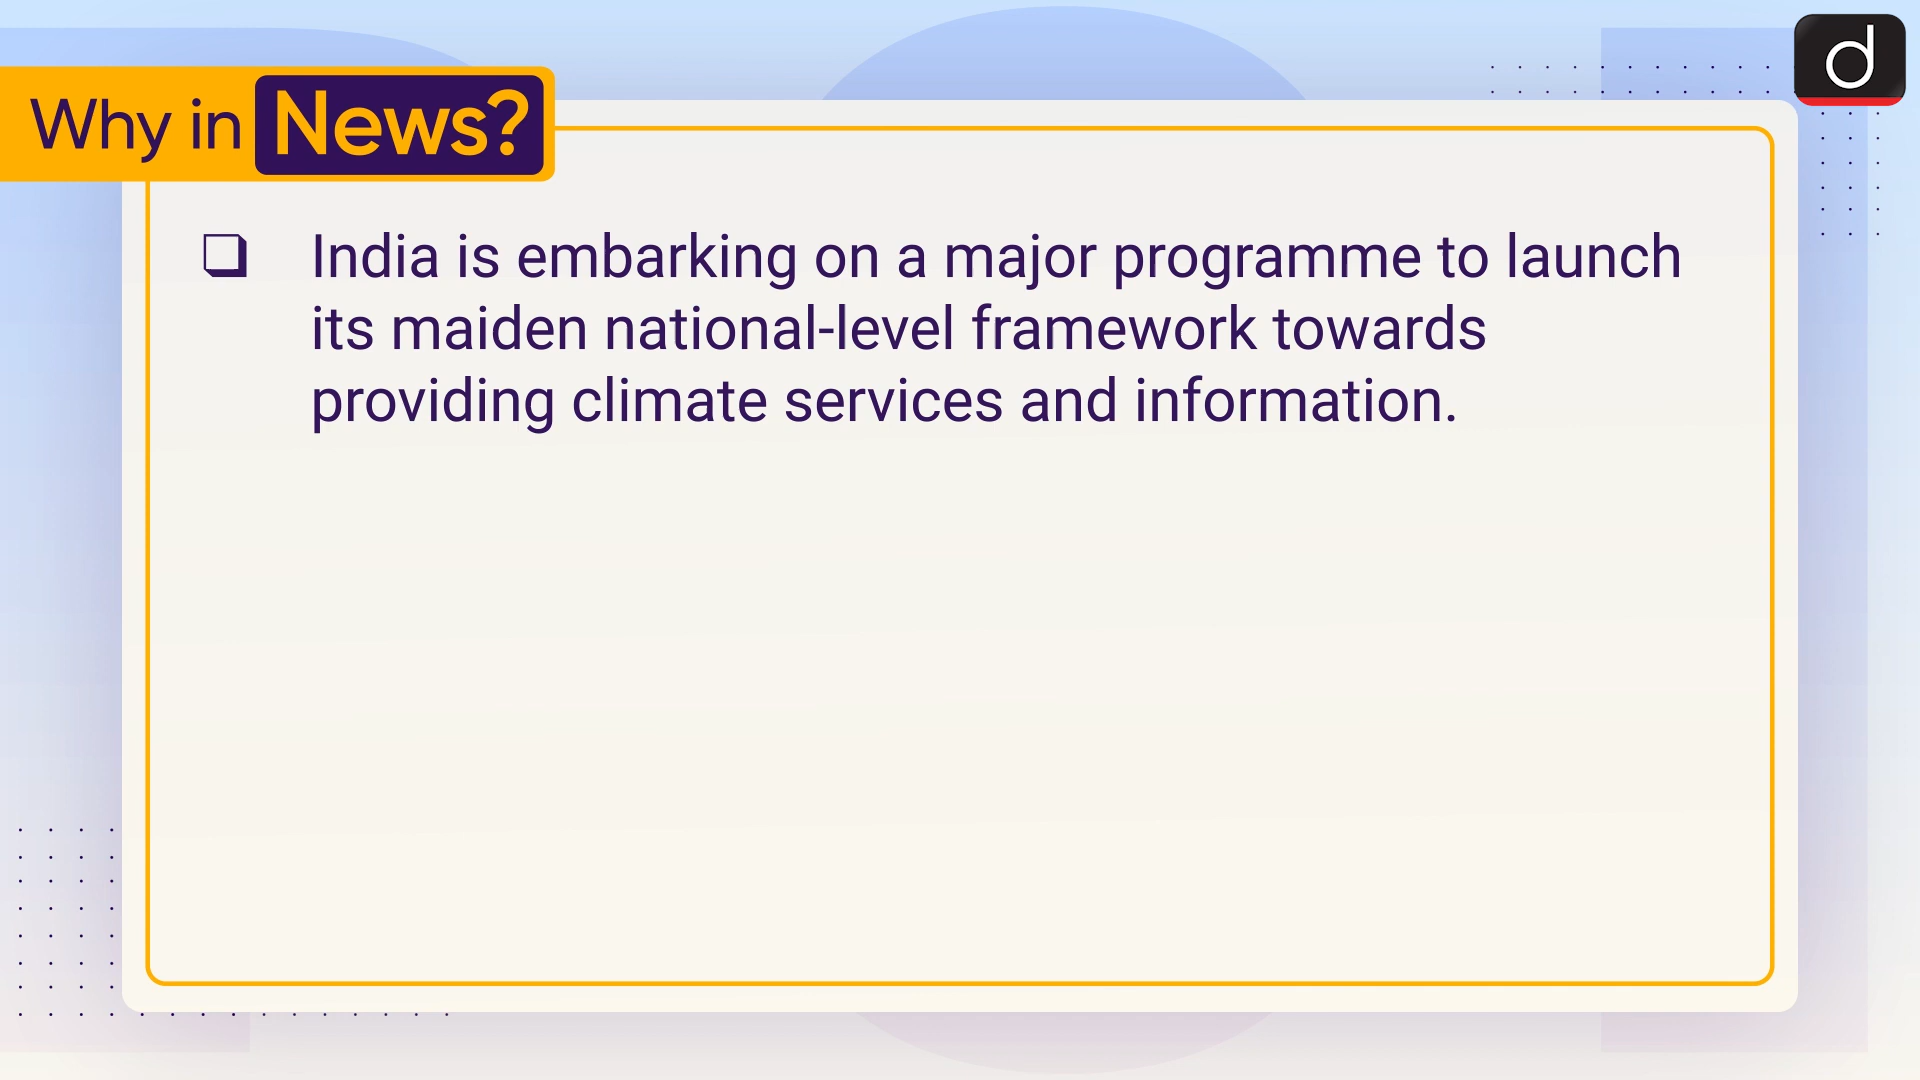 Why in News?
❑ India is embarking on a major programme to launch
its maiden national-level framework towards
providing climate services and information.
d